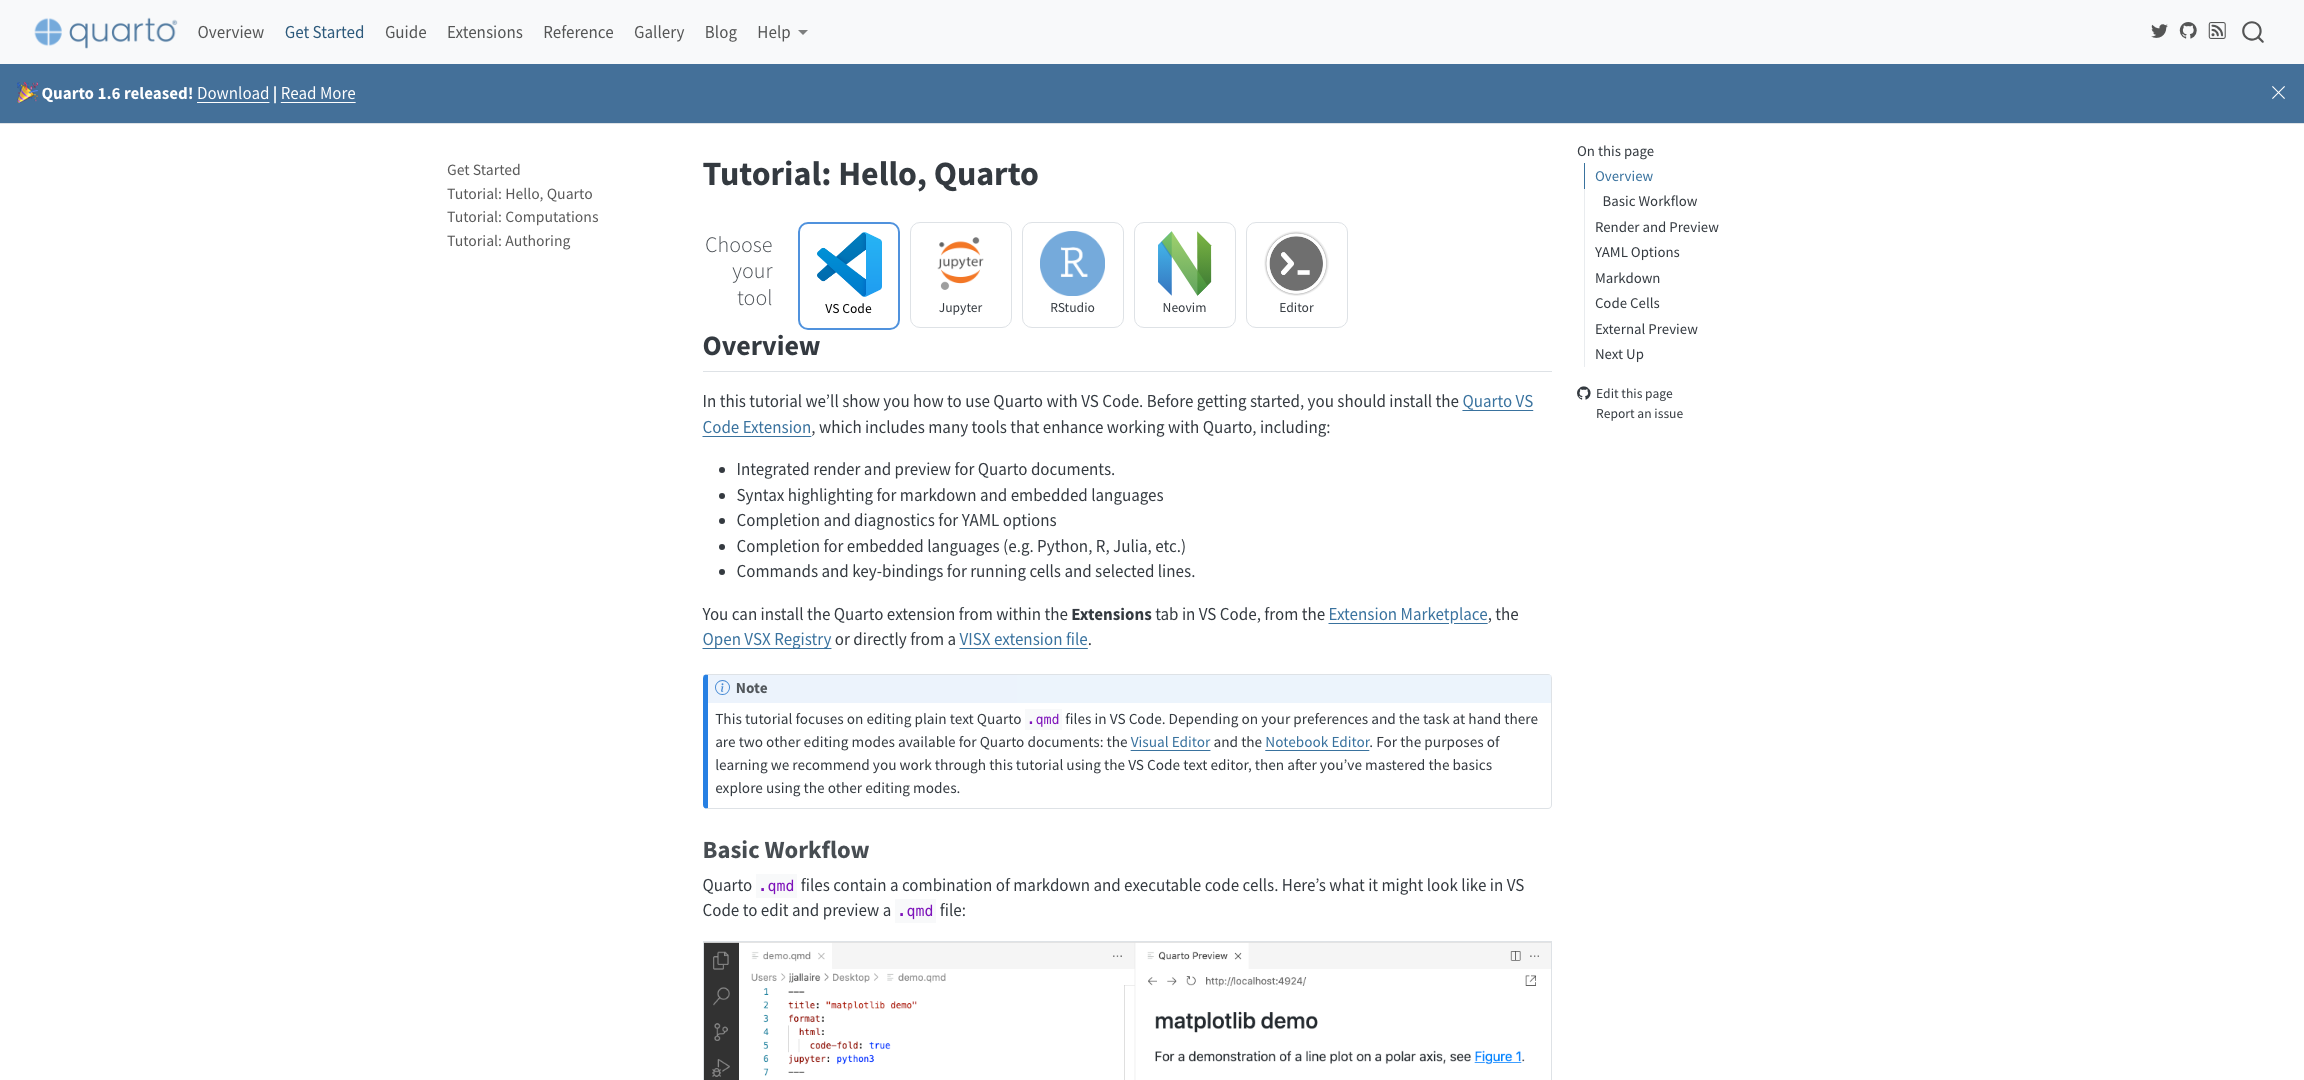 quarto
Overview Get Started Guide Extensions Reference Gallery Blog Help
🎉 Quarto 1.6 released! Download | Read More
Get Started
Tutorial: Hello, Quarto
Tutorial: Computations
Tutorial: Authoring
Tutorial: Hello, Quarto
Choose
your
tool
VS Code
jupyter
Jupyter
R
RStudio
Neovim
Editor
Overview
In this tutorial we’ll show you how to use Quarto with VS Code. Before getting started, you should install the Quarto VS
Code Extension, which includes many tools that enhance working with Quarto, including:
• Integrated render and preview for Quarto documents.
• Syntax highlighting for markdown and embedded languages
• Completion and diagnostics for YAML options
• Completion for embedded languages (e.g. Python, R, Julia, etc.)
• Commands and key-bindings for running cells and selected lines.
You can install the Quarto extension from within the Extensions tab in VS Code, from the Extension Marketplace, the
Open VSX Registry or directly from a VISX extension file.
Note
This tutorial focuses on editing plain text Quarto .qmd files in VS Code. Depending on your preferences and the task at hand there
are two other editing modes available for Quarto documents: the Visual Editor and the Notebook Editor. For the purposes of
learning we recommend you work through this tutorial using the VS Code text editor, then after you’ve mastered the basics
explore using the other editing modes.
Basic Workflow
Quarto .qmd files contain a combination of markdown and executable code cells. Here’s what it might look like in VS
Code to edit and preview a .qmd file:
demo.qmd
Users > jjallaire > Desktop > demo.qmd
1 ---
2 title: "matplotlib demo"
3 format:
4 html:
5 code-fold: true
6 jupyter: python3
7 ---
Quarto Preview
http://localhost:4924/
matplotlib demo
For a demonstration of a line plot on a polar axis, see Figure 1.
On this page
Overview
Basic Workflow
Render and Preview
YAML Options
Markdown
Code Cells
External Preview
Next Up
Edit this page
Report an issue